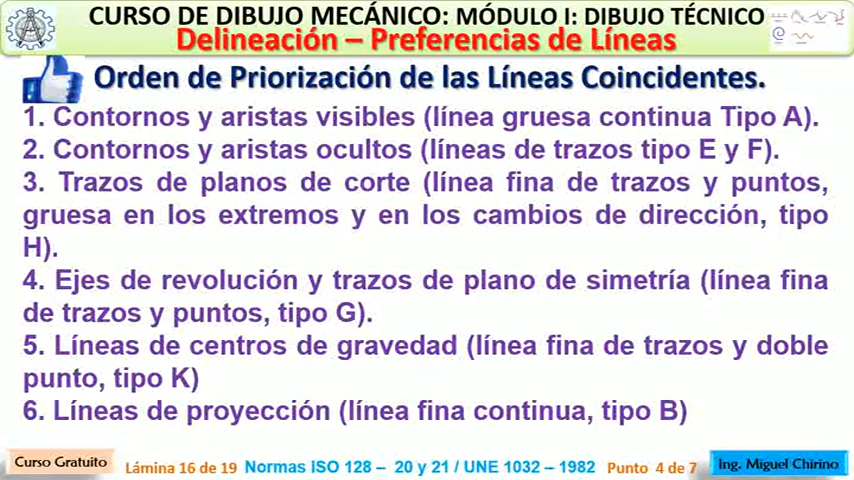 CURSO DE DIBUJO MECÁNICO: MÓDULO I: DIBUJO TÉCNICO
Delineación – Preferencias de Líneas
Orden de Priorización de las Líneas Coincidentes.
1. Contornos y aristas visibles (línea gruesa continua Tipo A).
2. Contornos y aristas ocultos (líneas de trazos tipo E y F).
3. Trazos de planos de corte (línea fina de trazos y puntos,
gruesa en los extremos y en los cambios de dirección, tipo
H).
4. Ejes de revolución y trazos de plano de simetría (línea fina
de trazos y puntos, tipo G).
5. Líneas de centros de gravedad (línea fina de trazos y doble
punto, tipo K)
6. Líneas de proyección (línea fina continua, tipo B)
Curso Gratuito Lámina 16 de 19 Normas ISO 128 – 20 y 21 / UNE 1032 – 1982 Punto 4 de 7 Ing. Miguel Chirino